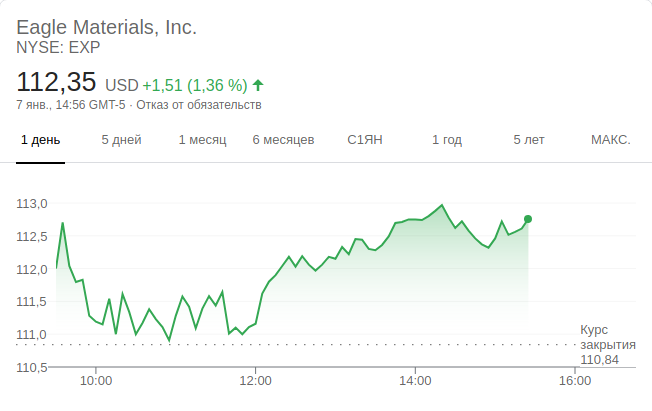 Eagle Materials, Inc.
NYSE: EXP
112,35 USD +1,51 (1,36 %)
7 янв., 14:56 GMT-5 · Отказ от обязательств
1 день 5 дней 1 месяц 6 месяцев С1ЯН 1 год 5 лет МАКС.
113,0
112,5
112,0
111,5
111,0
110,5
Курс
закрытия
110,84
10:00 12:00 14:00 16:00